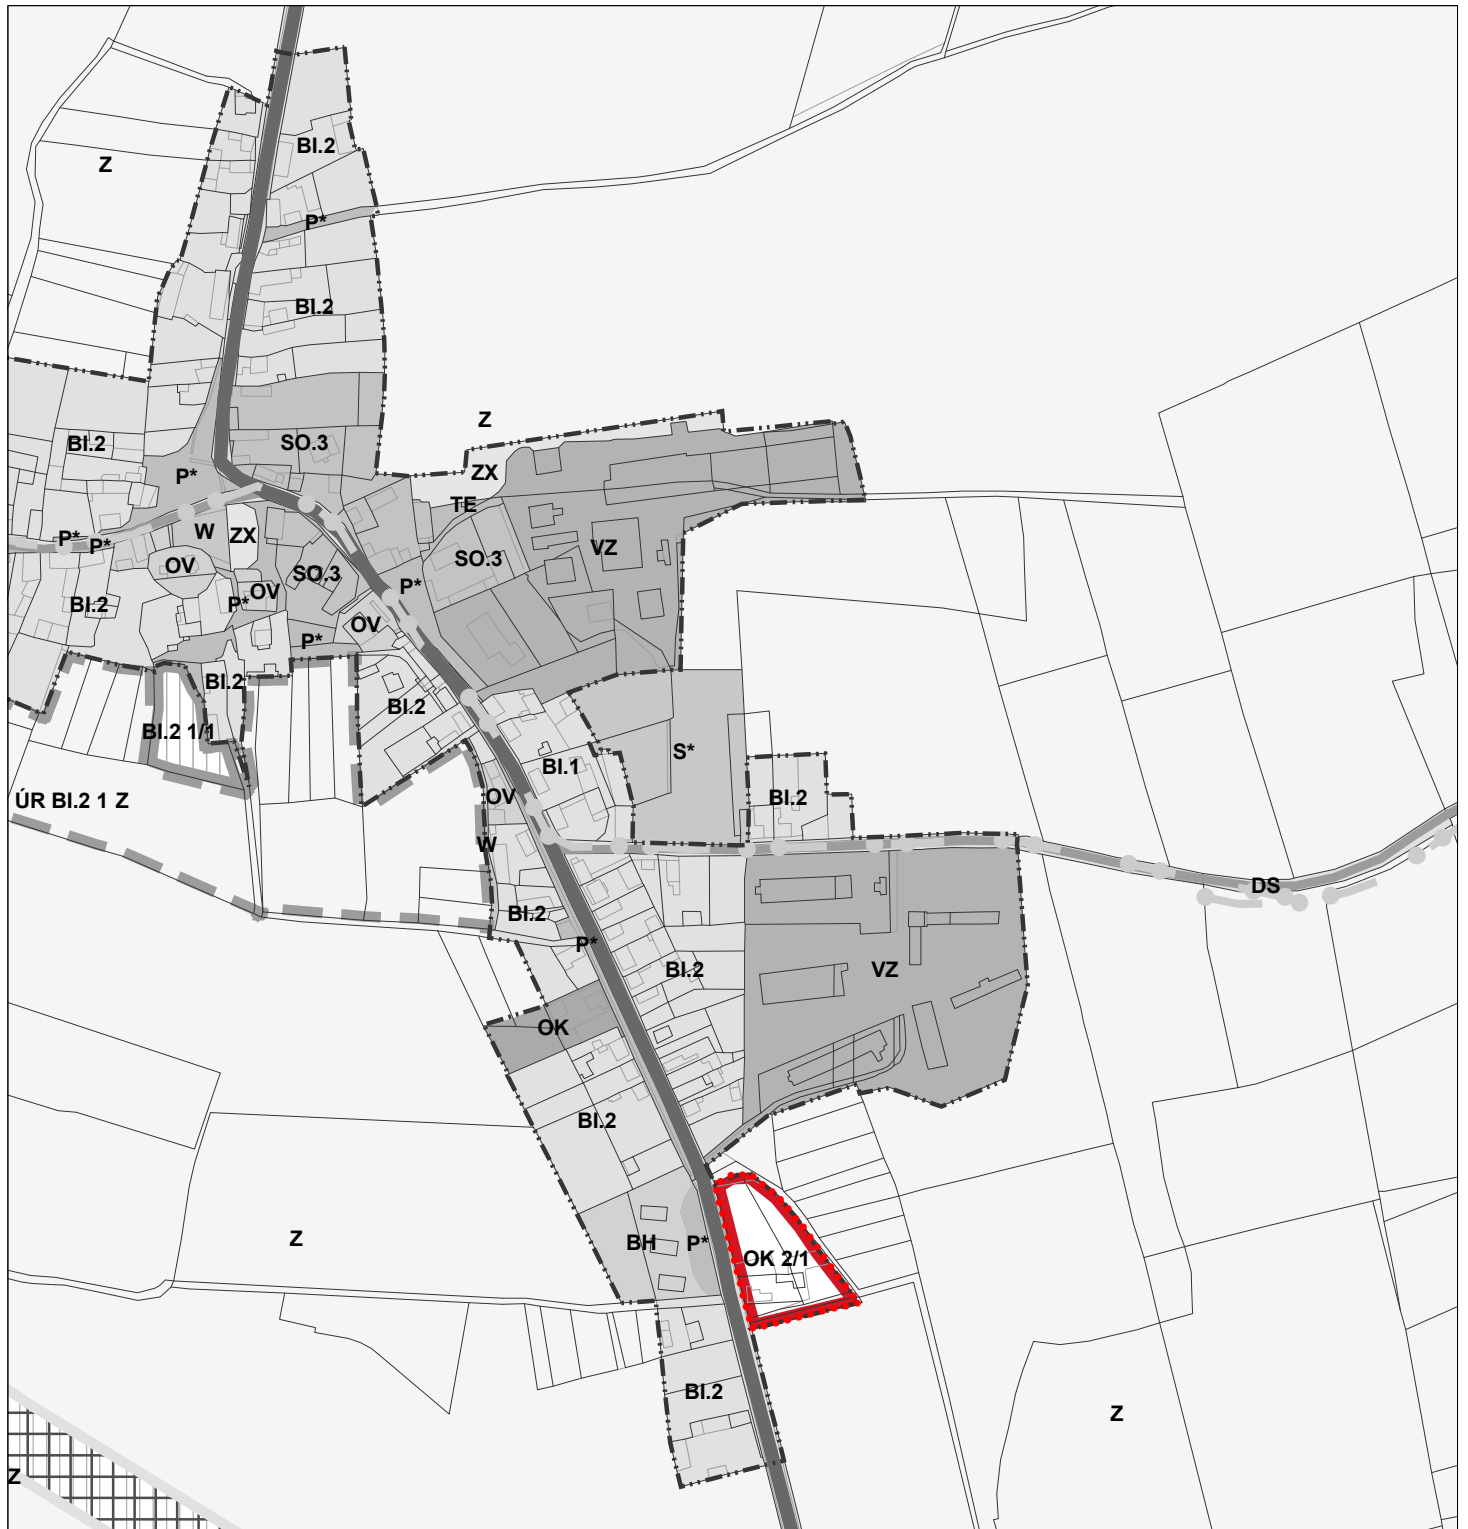 BI.2
Z
P*
BI.2
Z
BI.2
SO.3
P*
ZX
TE
W
ZX
P*
P*
VZ
SO.3
OV
SO.3
P*
OV
BI.2
P*
OV
P*
BI.2
BI.2
BI.2 1/1
S*
BI.1
OV
BI.2
ÚR BI.2 1 Z
W
DS
BI.2
P*
BI.2
VZ
OK
BI.2
Z
BH
P*
OK 2/1
BI.2
Z
Z